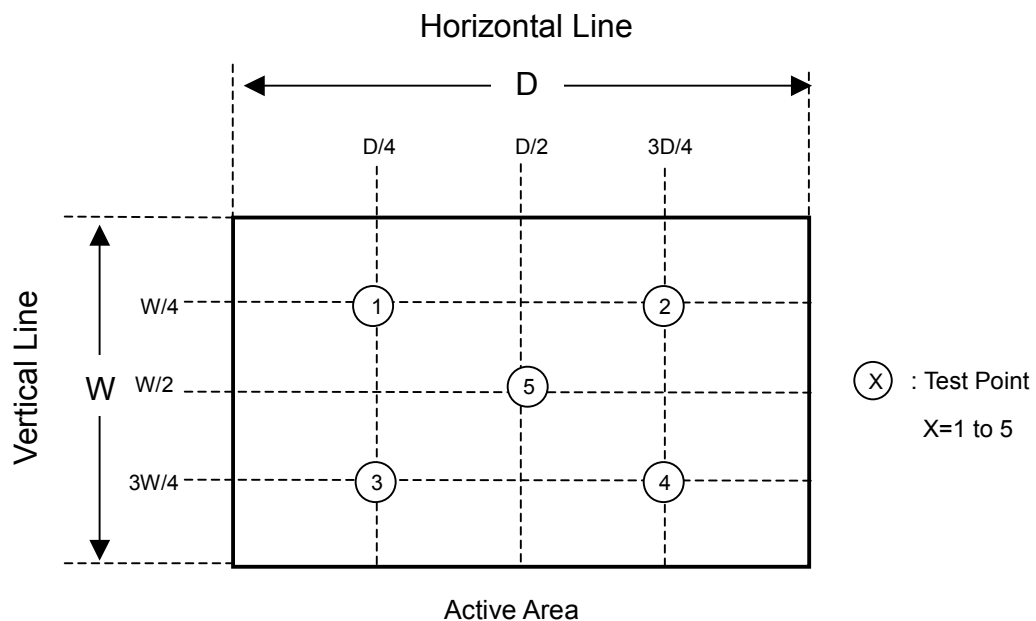 Horizontal Line
D
D/4 D/2 3D/4
Vertical Line
W
W/4
1 2
W/2
5
X : Test Point
X=1 to 5
3W/4
3 4
Active Area